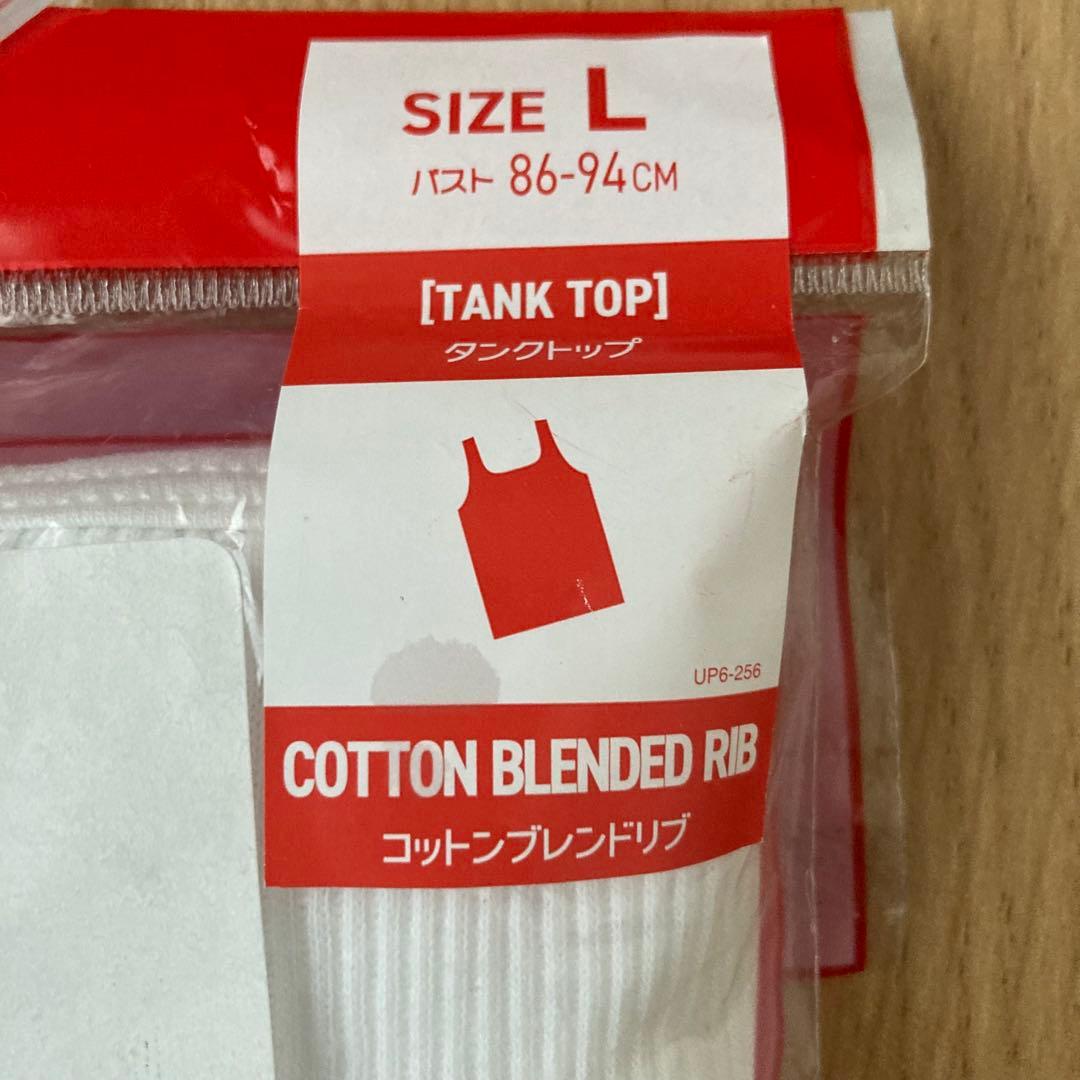 SIZE L
バスト 86-94CM
[TANK TOP]
タンクトップ
UP6-256
COTTON BLENDED RIB
コットンブレンドリブ